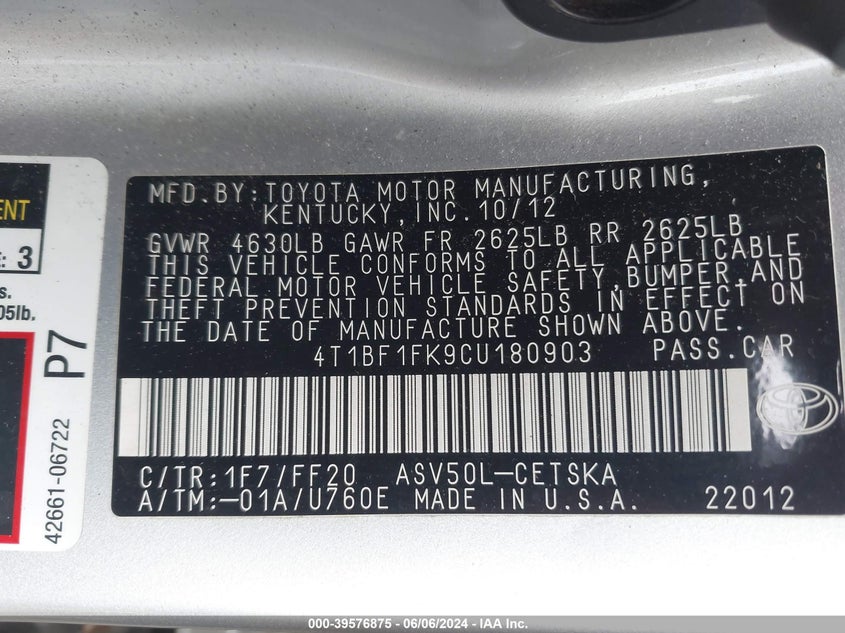 MFD.BY:TOYOTA MOTOR MANUFACTURING,
KENTUCKY,INC.10/12
GVWR 4630LB GAWR FR 2625LB RR 2625LB
THIS VEHICLE CONFORMS TO ALL APPLICABLE
FEDERAL MOTOR VEHICLE SAFETY,BUMPER,AND
THEFT PREVENTION STANDARDS IN EFFECT ON
THE DATE OF MANUFACTURE SHOWN ABOVE.
4T1BF1FK9CU180903 PASS.CAR
C/TR:1F7/FF20 ASV50L-CETSKA
A/TM:-01A/U760E MADE IN U.S.A. 22012
ENT
: 3
s.
05lb.
P7
42661-06722
000-39576875 - 06/06/2024 - IAA Inc.